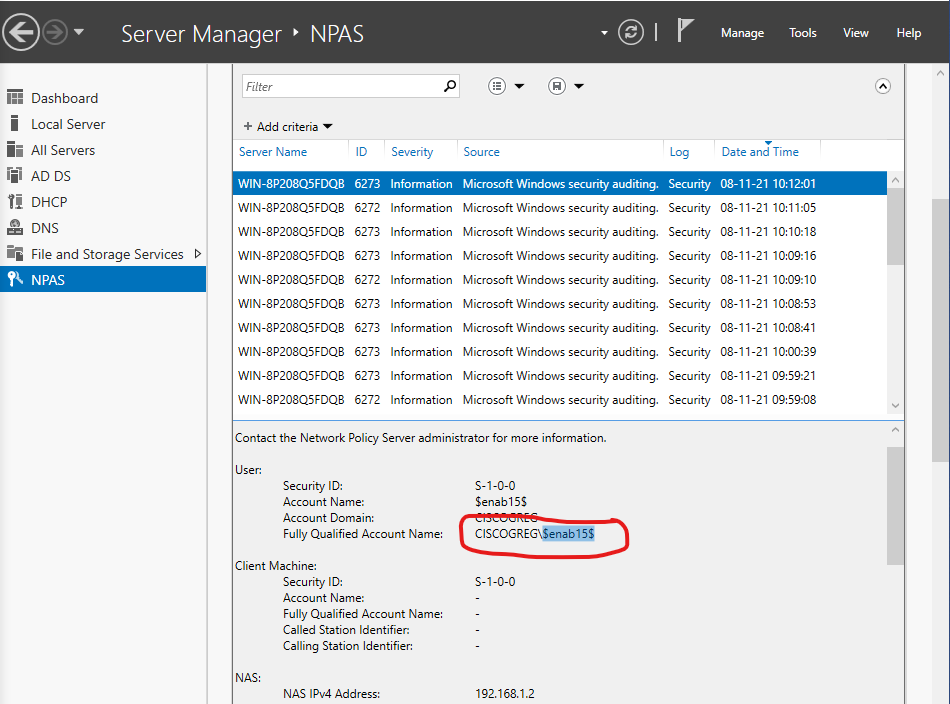 Server Manager ‣ NPAS
Manage Tools View Help
Dashboard
Local Server
All Servers
AD DS
DHCP
DNS
File and Storage Services
NPAS
Filter
+ Add criteria
Server Name ID Severity Source Log Date and Time
WIN-8P208Q5FDQB 6273 Information Microsoft Windows security auditing. Security 08-11-21 10:12:01
WIN-8P208Q5FDQB 6272 Information Microsoft Windows security auditing. Security 08-11-21 10:11:05
WIN-8P208Q5FDQB 6273 Information Microsoft Windows security auditing. Security 08-11-21 10:10:18
WIN-8P208Q5FDQB 6273 Information Microsoft Windows security auditing. Security 08-11-21 10:09:16
WIN-8P208Q5FDQB 6272 Information Microsoft Windows security auditing. Security 08-11-21 10:09:10
WIN-8P208Q5FDQB 6273 Information Microsoft Windows security auditing. Security 08-11-21 10:08:53
WIN-8P208Q5FDQB 6273 Information Microsoft Windows security auditing. Security 08-11-21 10:08:41
WIN-8P208Q5FDQB 6273 Information Microsoft Windows security auditing. Security 08-11-21 10:00:39
WIN-8P208Q5FDQB 6273 Information Microsoft Windows security auditing. Security 08-11-21 09:59:21
WIN-8P208Q5FDQB 6272 Information Microsoft Windows security auditing. Security 08-11-21 09:59:08
Contact the Network Policy Server administrator for more information.
User:
Security ID: S-1-0-0
Account Name: $enab15$
Account Domain: CISCOGREG
Fully Qualified Account Name: CISCOGREG\$enab15$
Client Machine:
Security ID: S-1-0-0
Account Name: -
Fully Qualified Account Name: -
Called Station Identifier: -
Calling Station Identifier: -
NAS:
NAS IPv4 Address: 192.168.1.2